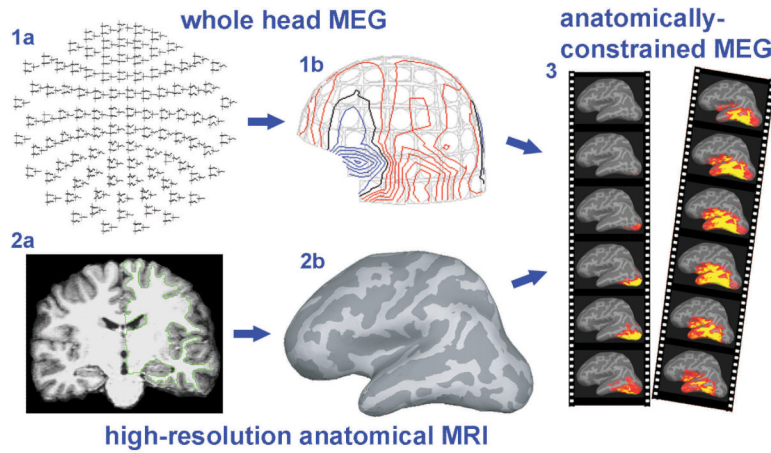 whole head MEG
anatomically-
constrained MEG
1a
1b
3
2a
2b
high-resolution anatomical MRI